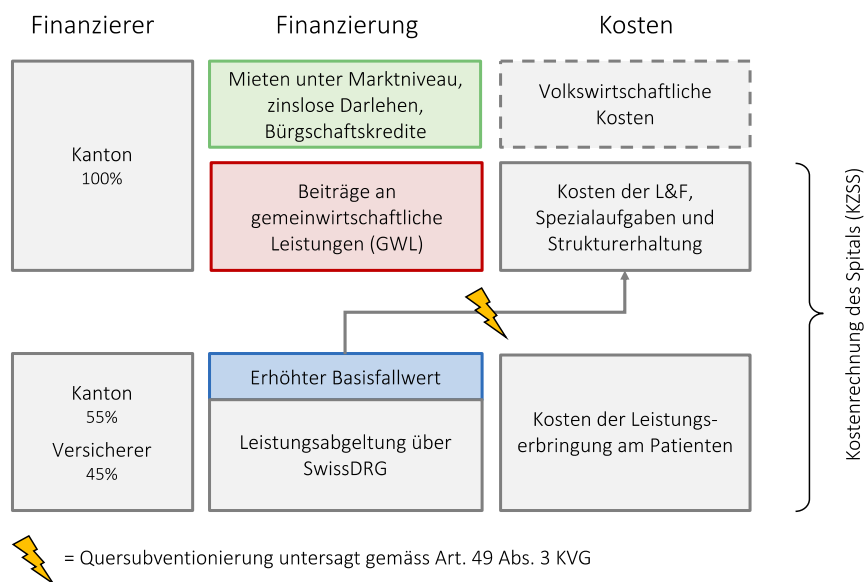 Finanzierer
Finanzierung
Kosten
Kanton
100%
Mieten unter Marktniveau,
zinslose Darlehen,
Bürgschaftskredite
Volkswirtschaftliche
Kosten
Beiträge an
gemeinwirtschaftliche
Leistungen (GWL)
Kosten der L&F,
Spezialaufgaben und
Strukturerhaltung
Kanton
55%
Versicherer
45%
Erhöhter Basisfallwert
Leistungsabgeltung über
SwissDRG
Kosten der Leistungs-
erbringung am Patienten
Kostenrechnung des Spitals (KZSS)
= Quersubventionierung untersagt gemäss Art. 49 Abs. 3 KVG